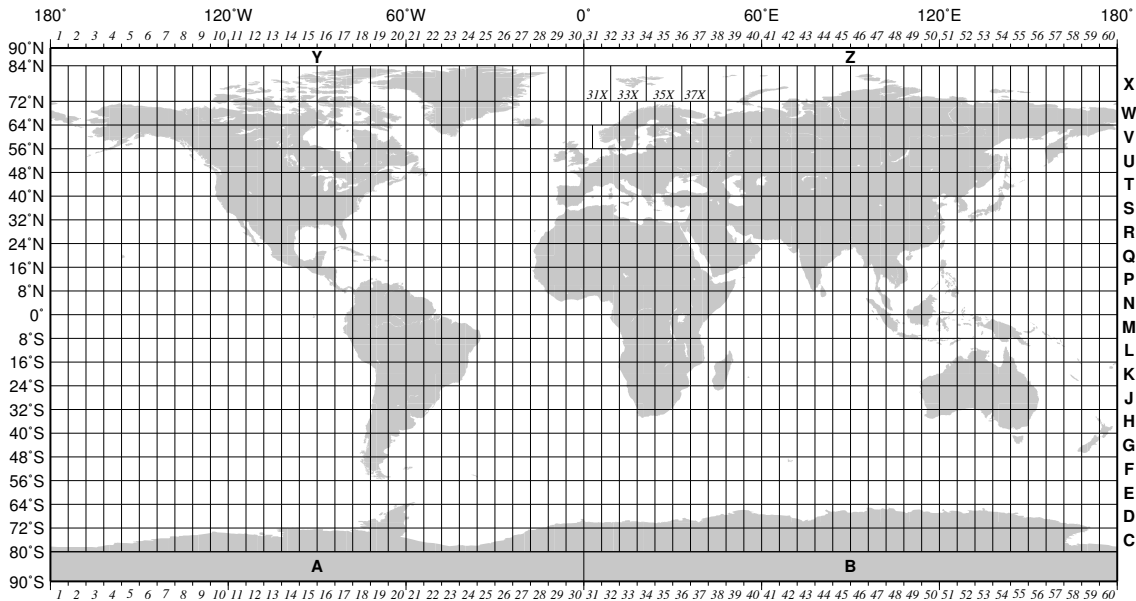 180˚ 120˚W 60˚W 0˚ 60˚E 120˚E 180˚
1 2 3 4 5 6 7 8 9 10 11 12 13 14 15 16 17 18 19 20 21 22 23 24 25 26 27 28 29 30 31 32 33 34 35 36 37 38 39 40 41 42 43 44 45 46 47 48 49 50 51 52 53 54 55 56 57 58 59 60
90˚N
Y Z
84˚N
X
31X 33X 35X 37X
72˚N
W
64˚N
V
56˚N
U
48˚N
T
40˚N
S
32˚N
R
24˚N
Q
16˚N
P
8˚N
N
0˚
M
8˚S
L
16˚S
K
24˚S
J
32˚S
H
40˚S
G
48˚S
F
56˚S
E
64˚S
D
72˚S
C
80˚S
A B
90˚S
1 2 3 4 5 6 7 8 9 10 11 12 13 14 15 16 17 18 19 20 21 22 23 24 25 26 27 28 29 30 31 32 33 34 35 36 37 38 39 40 41 42 43 44 45 46 47 48 49 50 51 52 53 54 55 56 57 58 59 60